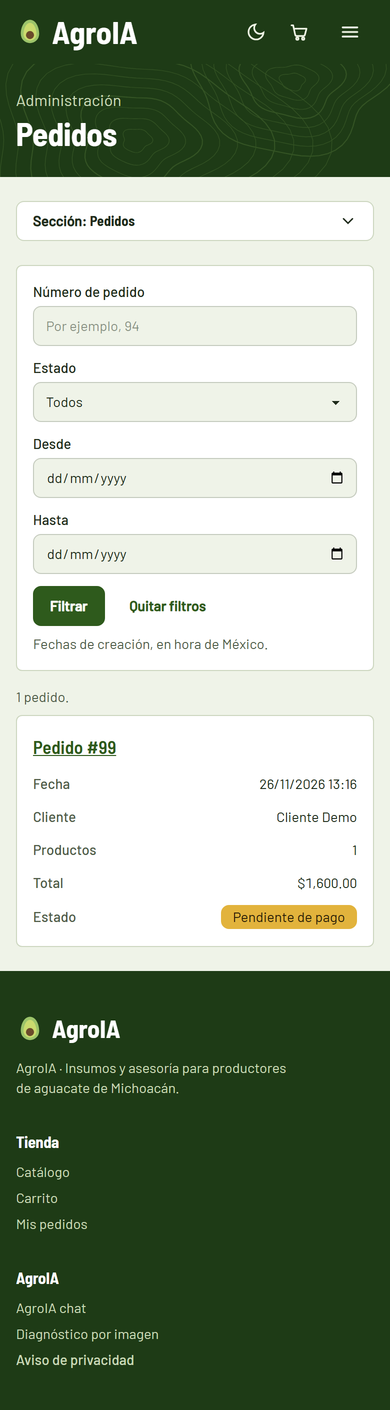 AgroIA
Administración
Pedidos
Sección: Pedidos
Número de pedido
Por ejemplo, 94
Estado
Todos
Desde
dd/mm/yyyy
Hasta
dd/mm/yyyy
Filtrar Quitar filtros
Fechas de creación, en hora de México.
1 pedido.
Pedido #99
Fecha 26/11/2026 13:16
Cliente Cliente Demo
Productos 1
Total $1,600.00
Estado Pendiente de pago
AgroIA
AgroIA · Insumos y asesoría para productores
de aguacate de Michoacán.
Tienda
Catálogo
Carrito
Mis pedidos
AgroIA
AgroIA chat
Diagnóstico por imagen
Aviso de privacidad